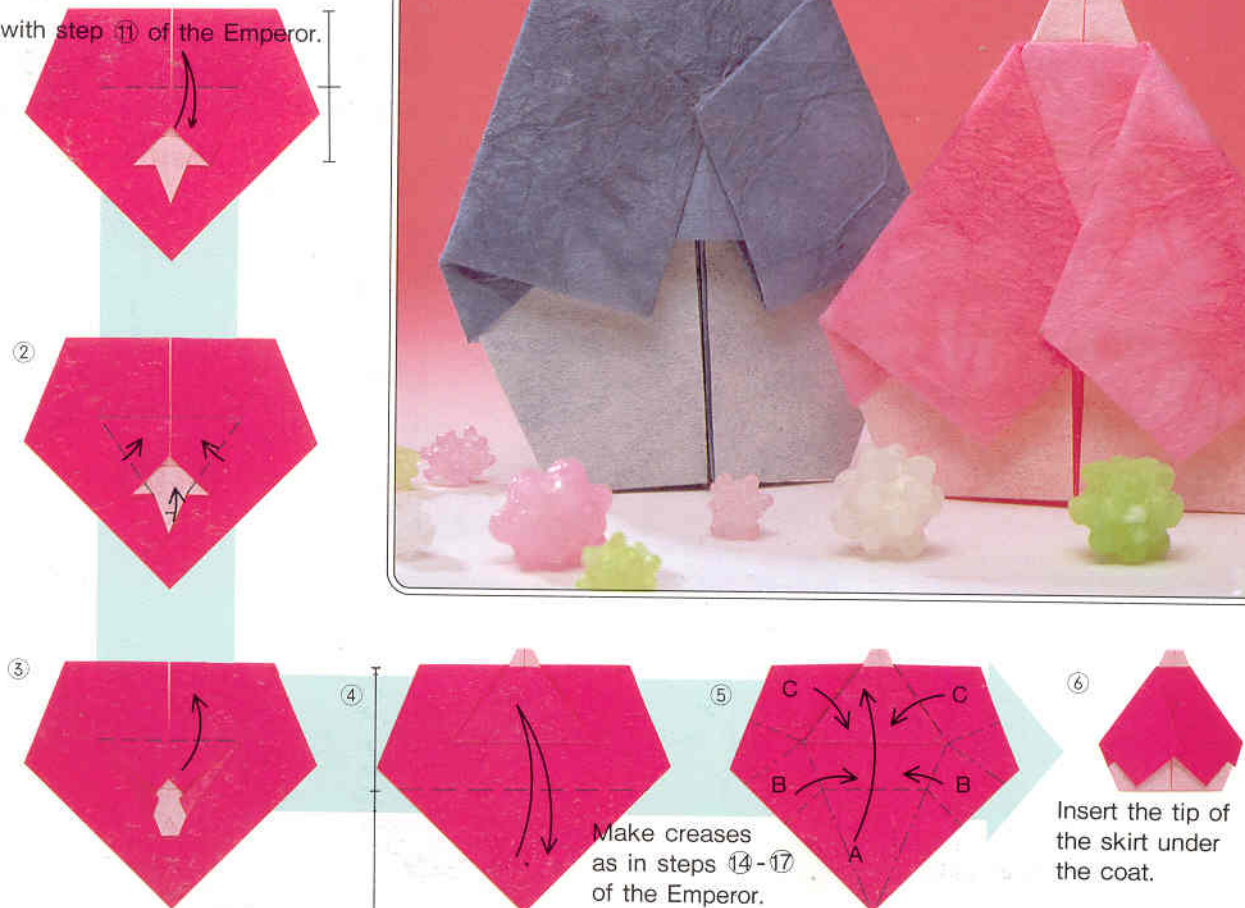 with step ⑪ of the Emperor.
②
③
④
Make creases
as in steps ⑭-⑰
of the Emperor.
⑤
C
C
B
B
A
⑥
Insert the tip of
the skirt under
the coat.